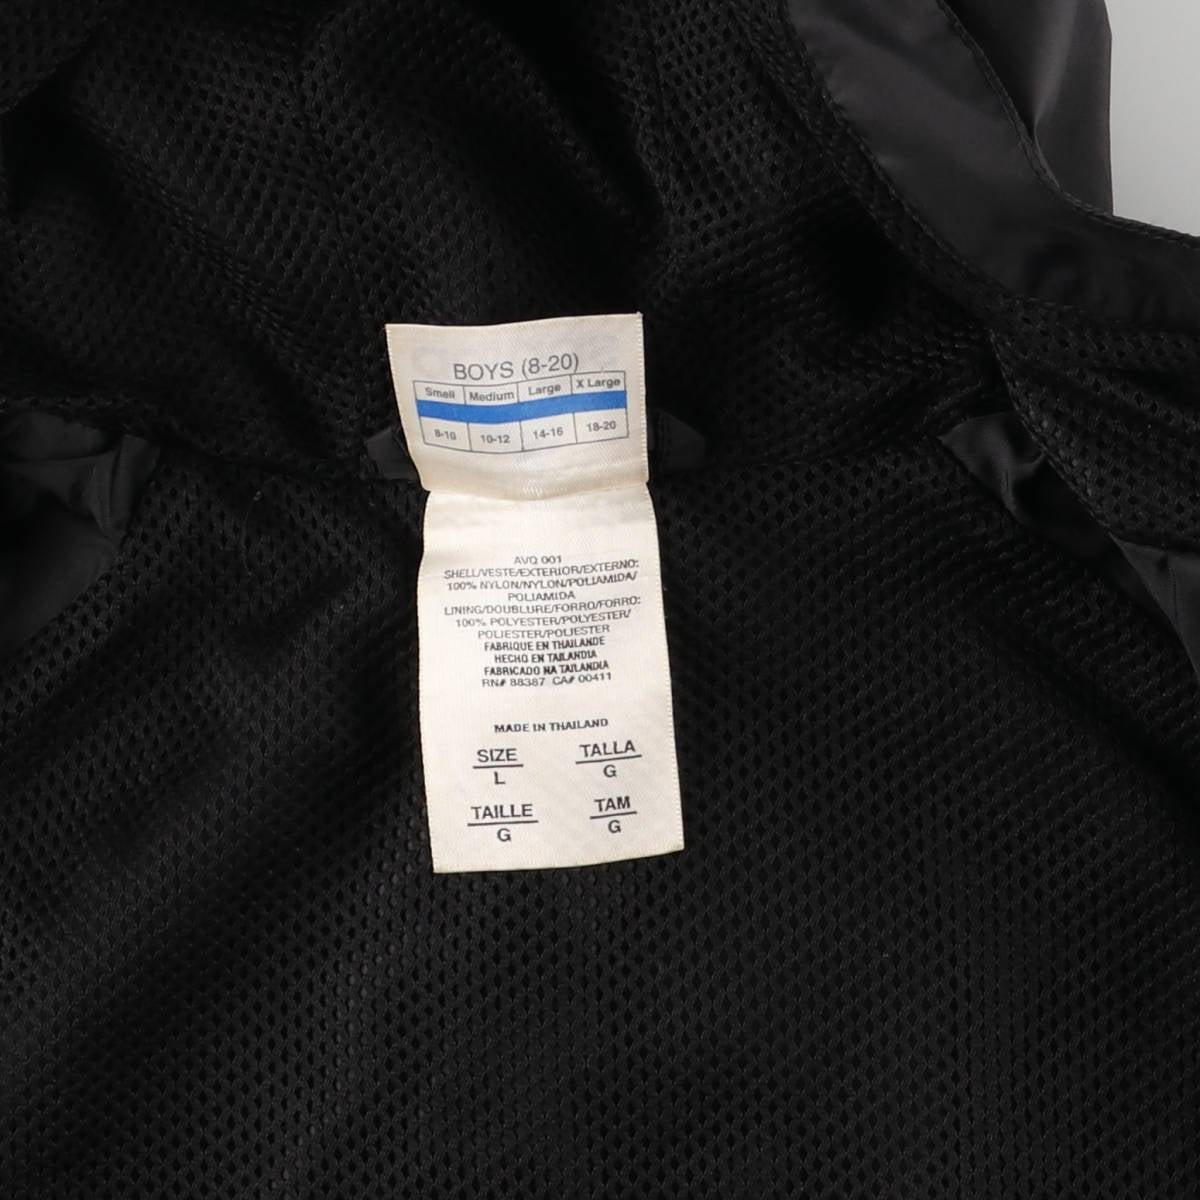 BOYS (8-20)
Small Medium Large X Large
8-10 10-12 14-16 18-20
AVQ 001
SHELL/VESTE/EXTERIOR/EXTERNO:
100% NYLON/NYLON/POLIAMIDA/
POLIAMIDA
LINING/DOUBLURE/FORRO/FORRO:
100% POLYESTER/POLYESTER/
POLIESTER/POLIESTER
FABRIQUE EN THAILANDE
HECHO EN TAILANDIA
FABRICADO NA TAILANDIA
RN# 88387 CA# 00411
MADE IN THAILAND
SIZE TALLA
L G
TAILLE TAM
G G